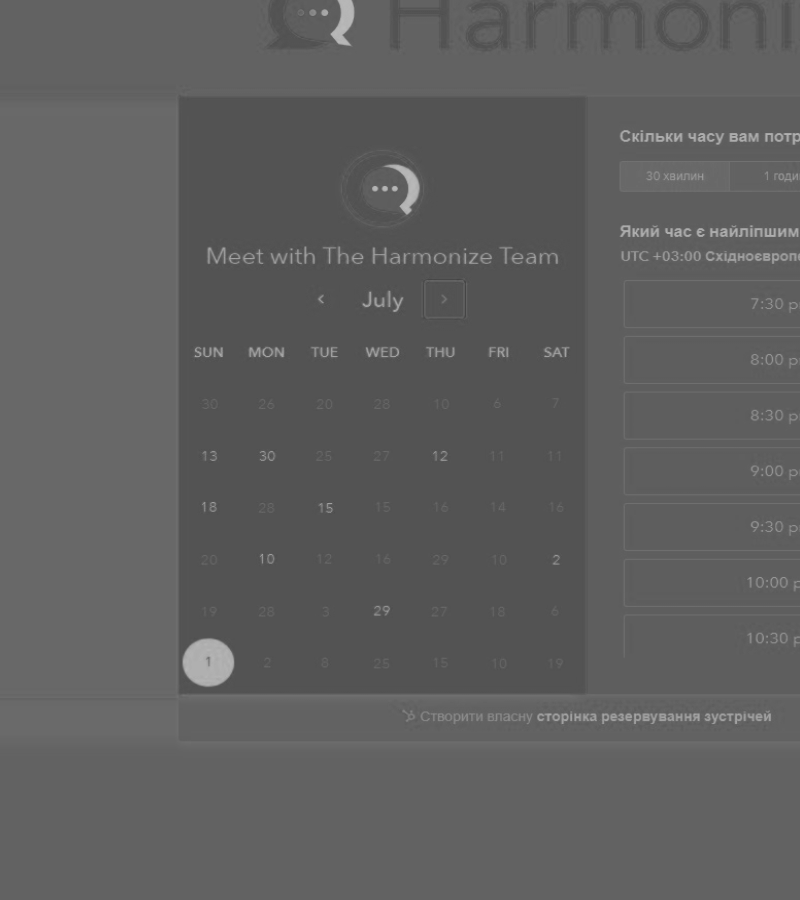 Harmoni
Meet with The Harmonize Team
July
SUN MON TUE WED THU FRI SAT
30 26 20 28 10 6 7
13 30 25 27 12 11 11
18 28 15 15 16 14 16
20 10 12 16 29 10 2
19 28 3 29 27 18 6
1 2 8 25 15 10 19
Скільки часу вам потр
30 хвилин 1 годи
Який час є найліпшим
UTC +03:00 Східноєвропе
7:30 p
8:00 p
8:30 p
9:00 p
9:30 p
10:00 p
10:30 p
Створити власну сторінка резервування зустрічей